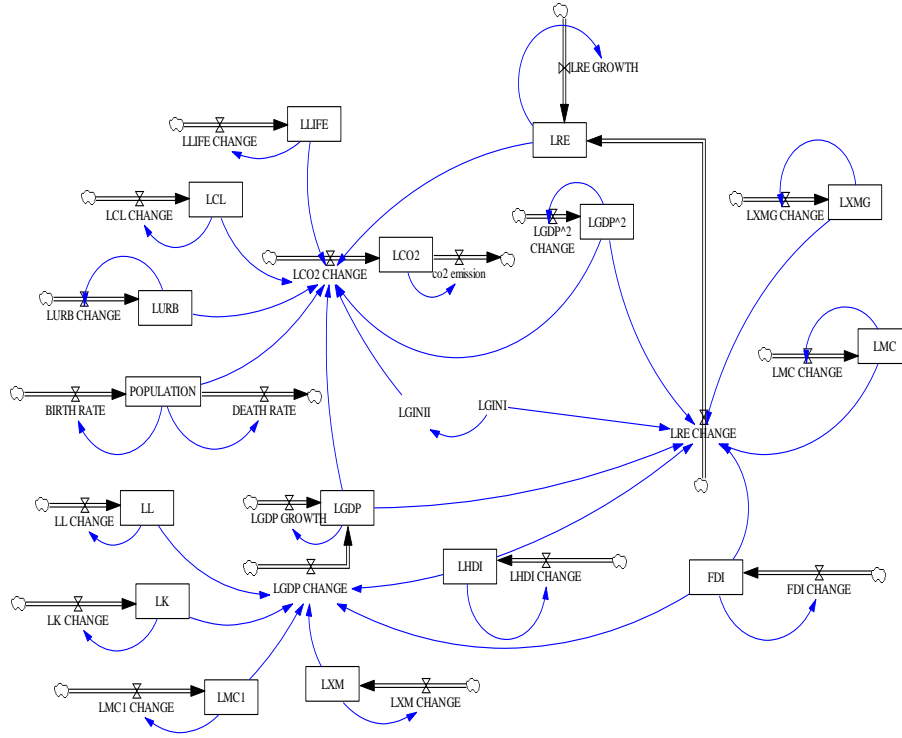 LRE GROWTH
LLIFE
LLIFE CHANGE
LRE
LCL
LCL CHANGE
LXMG
LXMG CHANGE
LGDP^2
LGDP^2
CHANGE
LCO2
LCO2 CHANGE
co2 emission
LURB
LURB CHANGE
LMC
LMC CHANGE
POPULATION
BIRTH RATE
DEATH RATE
LGINII
LGINI
LRE CHANGE
LL
LL CHANGE
LGDP
LGDP GROWTH
LHDI
LHDI CHANGE
FDI
FDI CHANGE
LGDP CHANGE
LK
LK CHANGE
LMC1
LMC1 CHANGE
LXM
LXM CHANGE